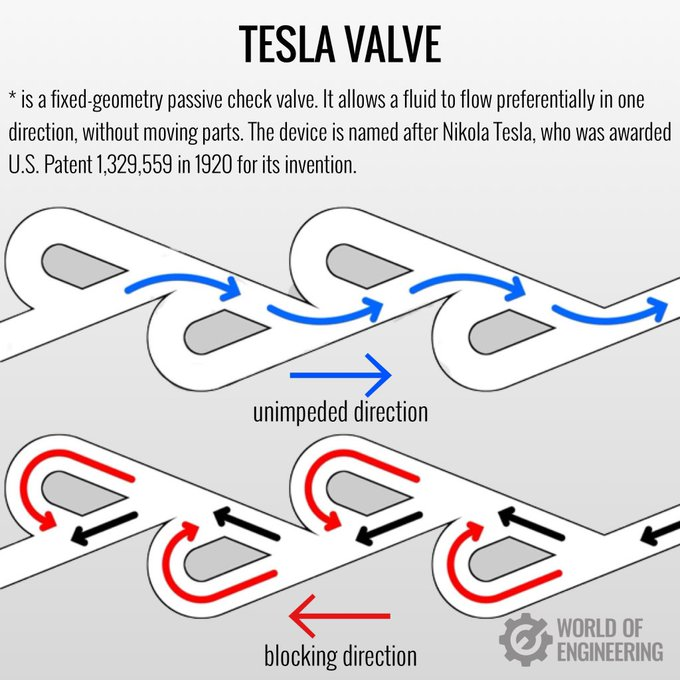 TESLA VALVE
* is a fixed-geometry passive check valve. It allows a fluid to flow preferentially in one
direction, without moving parts. The device is named after Nikola Tesla, who was awarded
U.S. Patent 1,329,559 in 1920 for its invention.
unimpeded direction
blocking direction
WORLD OF
ENGINEERING